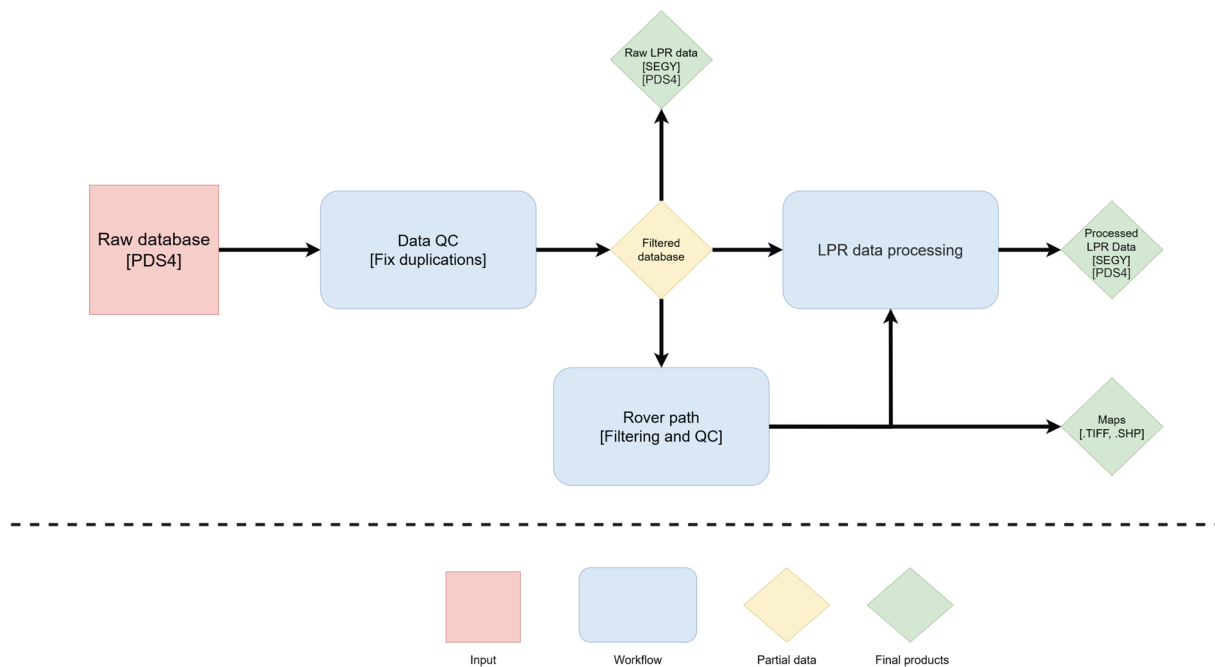 Raw LPR data
[SEGY]
[PDS4]
Raw database
[PDS4]
Data QC
[Fix duplications]
Filtered
database
LPR data processing
Processed
LPR Data
[SEGY]
[PDS4]
Rover path
[Filtering and QC]
Maps
[.TIFF, .SHP]
Input
Workflow
Partial data
Final products